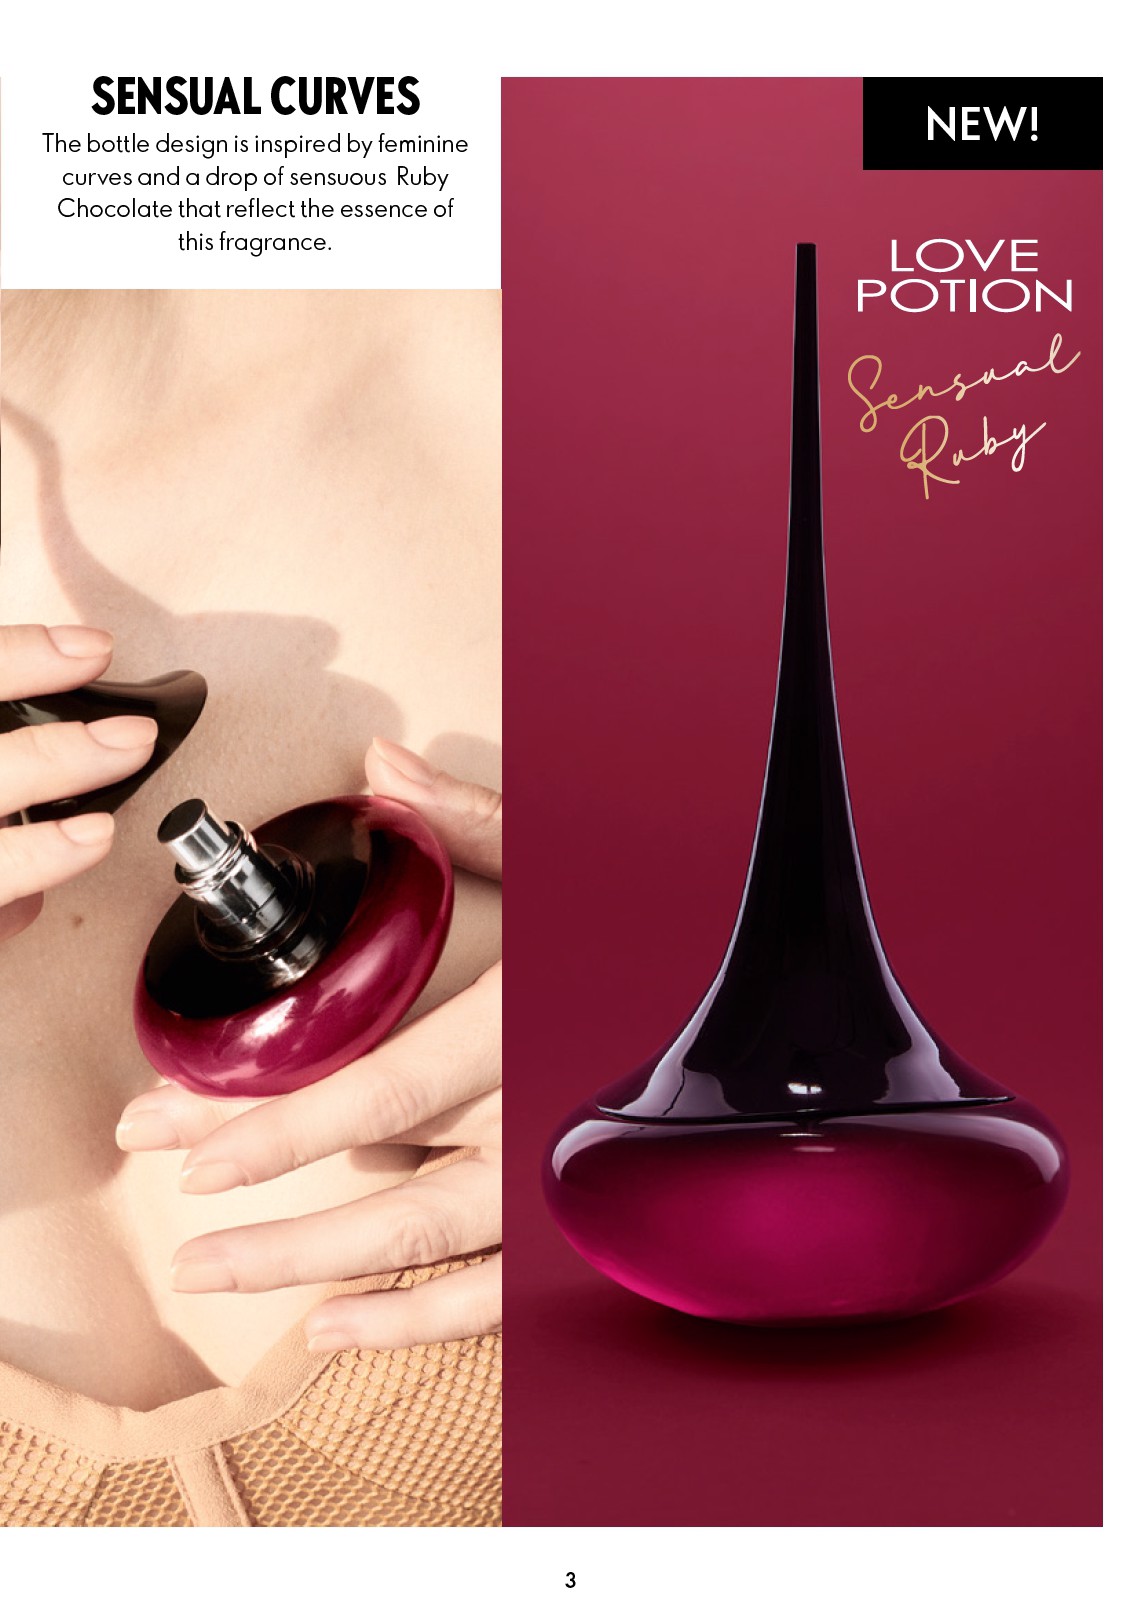 SENSUAL CURVES
The bottle design is inspired by feminine
curves and a drop of sensuous Ruby
Chocolate that reflect the essence of
this fragrance.
NEW!
LOVE
POTION
Sensual
Ruby
3